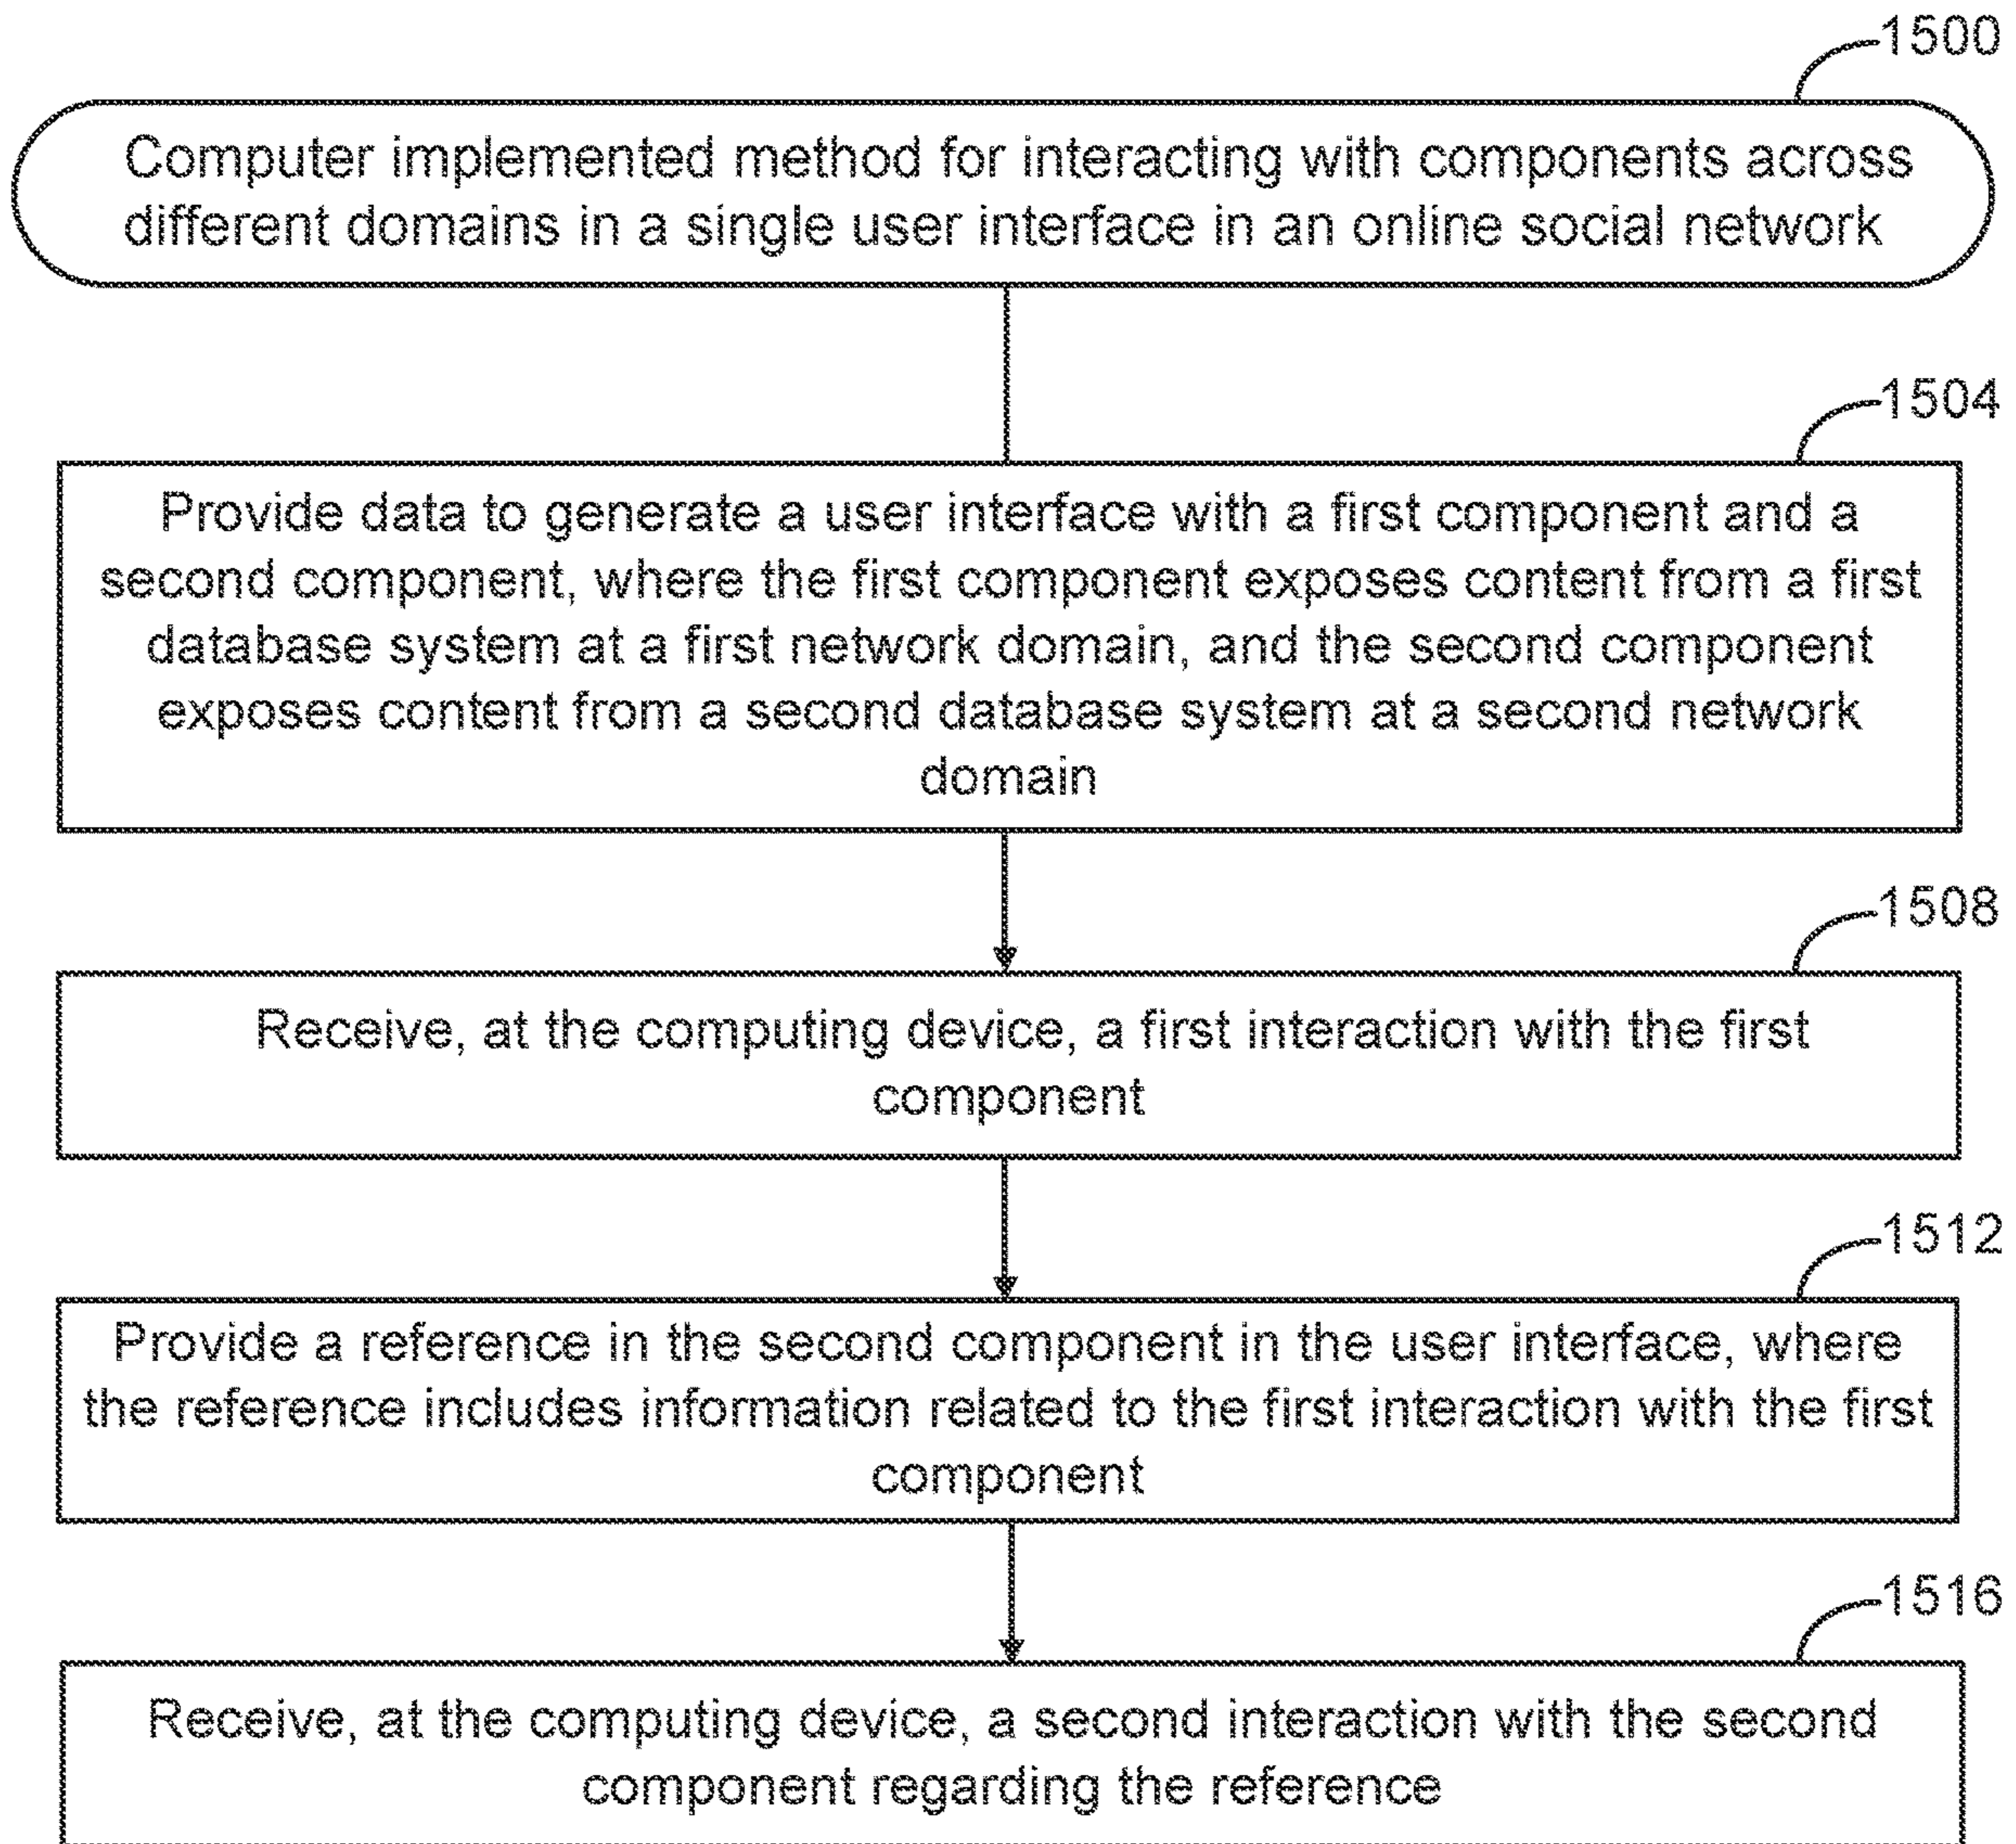 1500
Computer implemented method for interacting with components across
different domains in a single user interface in an online social network
1504
Provide data to generate a user interface with a first component and a
second component, where the first component exposes content from a first
database system at a first network domain, and the second component
exposes content from a second database system at a second network
domain
1508
Receive, at the computing device, a first interaction with the first
component
1512
Provide a reference in the second component in the user interface, where
the reference includes information related to the first interaction with the first
component
1516
Receive, at the computing device, a second interaction with the second
component regarding the reference